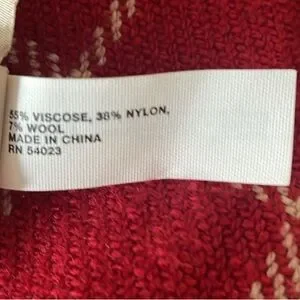 55% VISCOSE, 38% NYLON,
7% WOOL
MADE IN CHINA
RN 54023